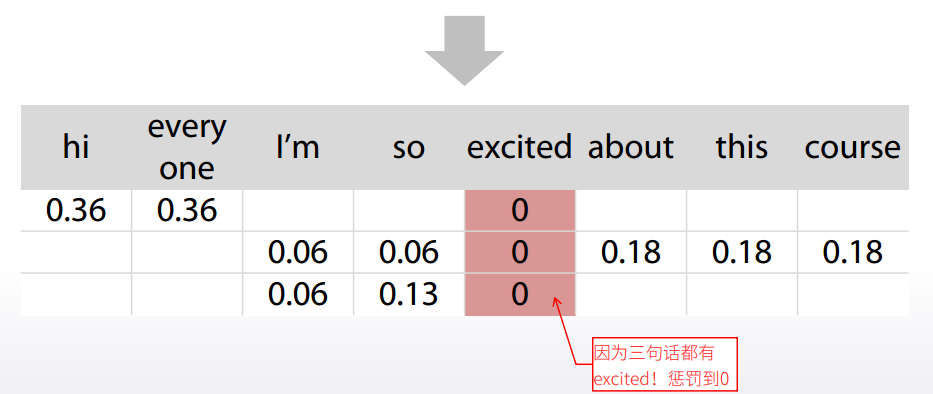 hi every one I’m so excited about this course
0.36 0.36 0
0.06 0.06 0 0.18 0.18 0.18
0.06 0.13 0
因为三句话都有
excited！惩罚到0